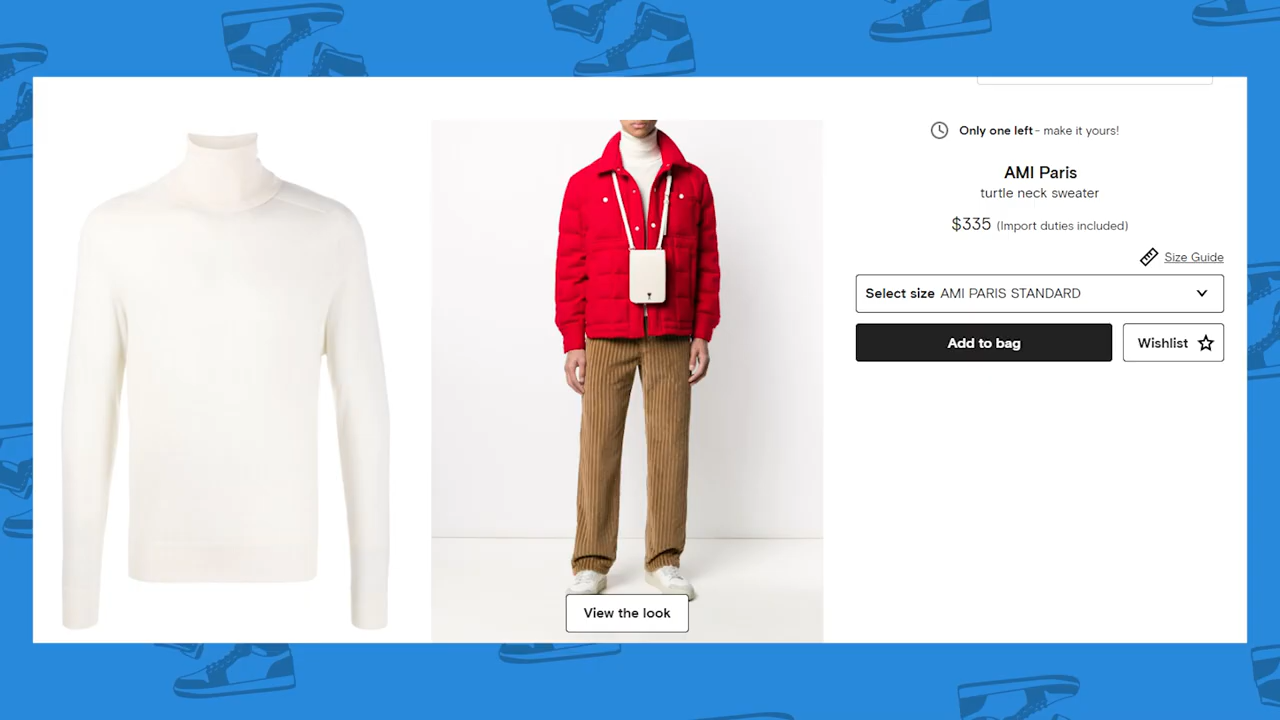 Only one left - make it yours!
AMI Paris
turtle neck sweater
$335 (Import duties included)
Size Guide
Select size AMI PARIS STANDARD
Add to bag
Wishlist
View the look